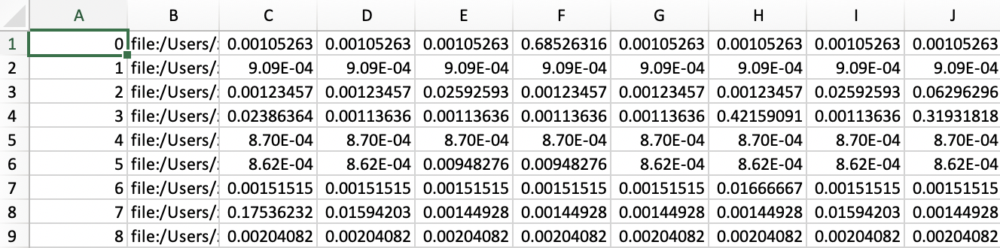 A B C D E F G H I J
1 0 file:/Users/ 0.00105263 0.00105263 0.00105263 0.68526316 0.00105263 0.00105263 0.00105263 0.00105263
2 1 file:/Users/ 9.09E-04 9.09E-04 9.09E-04 9.09E-04 9.09E-04 9.09E-04 9.09E-04 9.09E-04
3 2 file:/Users/ 0.00123457 0.00123457 0.02592593 0.00123457 0.00123457 0.00123457 0.02592593 0.06296296
4 3 file:/Users/ 0.02386364 0.00113636 0.00113636 0.00113636 0.00113636 0.42159091 0.00113636 0.31931818
5 4 file:/Users/ 8.70E-04 8.70E-04 8.70E-04 8.70E-04 8.70E-04 8.70E-04 8.70E-04 8.70E-04
6 5 file:/Users/ 8.62E-04 8.62E-04 0.00948276 0.00948276 8.62E-04 8.62E-04 8.62E-04 8.62E-04
7 6 file:/Users/ 0.00151515 0.00151515 0.00151515 0.00151515 0.00151515 0.01666667 0.00151515 0.00151515
8 7 file:/Users/ 0.17536232 0.01594203 0.00144928 0.00144928 0.00144928 0.00144928 0.01594203 0.00144928
9 8 file:/Users/ 0.00204082 0.00204082 0.00204082 0.00204082 0.00204082 0.00204082 0.00204082 0.00204082